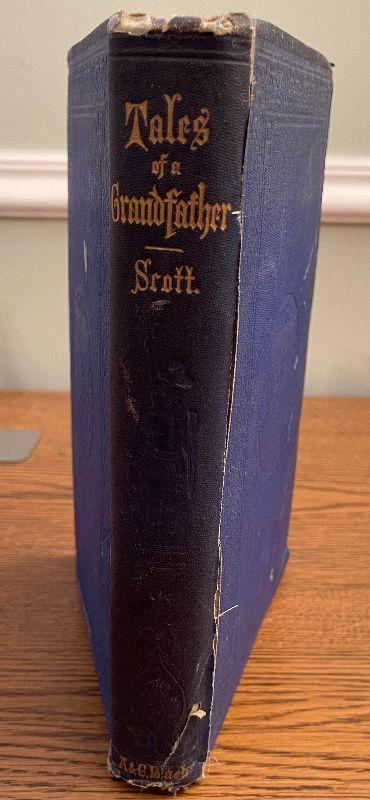 Tales
of a
Grandfather
Scott.
A & C. Black